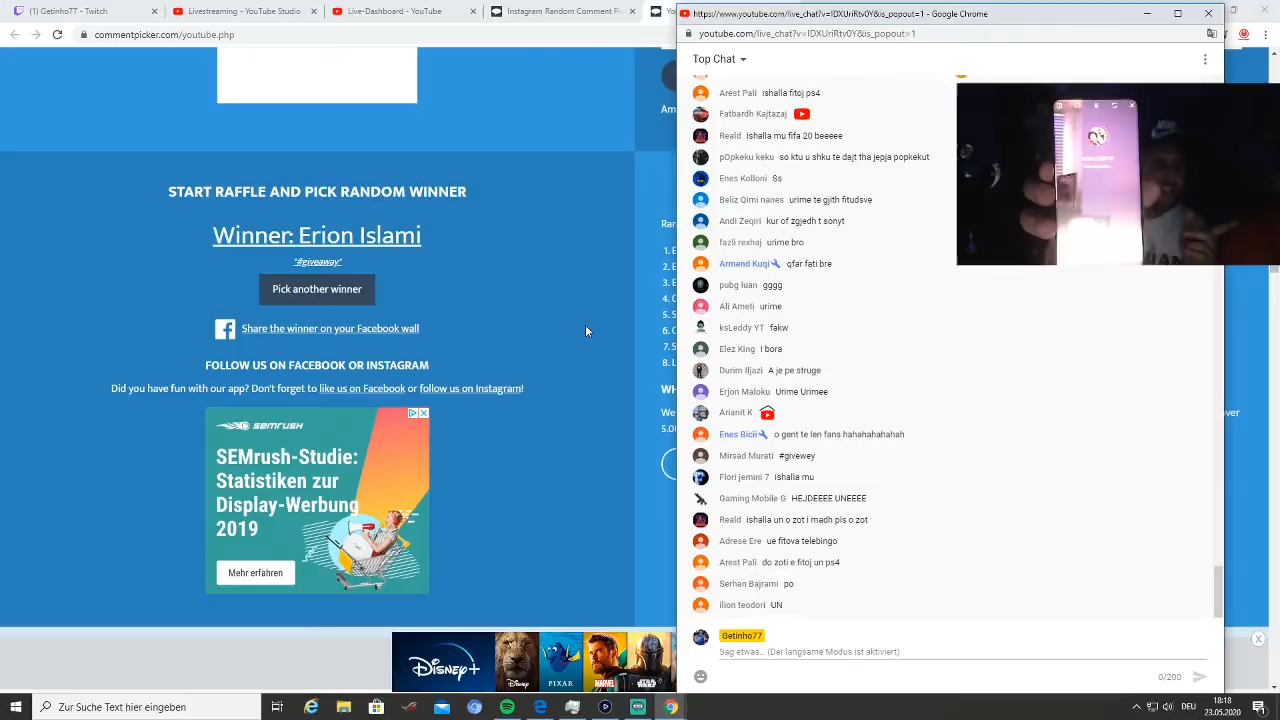 (1) Getinho77 - Twitch
Livestreaming - YouTube Studio
Live-Dashboard - YouTube
Instagram Random Comment Pi
commentpicker.com/youtube.php
START RAFFLE AND PICK RANDOM WINNER
Winner: Erion Islami
"#giveaway"
Pick another winner
Share the winner on your Facebook wall
FOLLOW US ON FACEBOOK OR INSTAGRAM
Did you have fun with our app? Don't forget to like us on Facebook or follow us on Instagram!
SEMRUSH
SEMrush-Studie:
Statistiken zur
Display-Werbung
2019
Mehr erfahren
Disney+
Disney
PIXAR
MARVEL
STAR WARS
https://www.youtube.com/live_chat?v=IDXUriRtv0Y&is_popout=1 - Google Chrome
youtube.com/live_chat?v=IDXUriRtv0Y&is_popout=1
Top Chat
Arest Pali ishalla fitoj ps4
Fatbardh Kajtazaj
Reald ishalla mu fifa 20 beeeee
pOpkeku keku so ktu u shku te dajt tha jepja popkekut
Enes Kolloni Ss
Beliz Qimi nanes urime te gjith fitudsve
Andi Zeqiri kur of zgjedh t sonyt
fazli rexhaj urime bro
Armend Kuqi qfar fati bre
pubg luan gggg
Ali Ameti urime
ksLeddy YT fakw
Elez King I bora
Durim Iljazi A je pe struge
Erjon Maloku Urime Urimee
Arianit K
Enes Bicii o gent te len fans hahahahahahah
Mirsad Murati #givewey
Flori jemini 7 ishalla mu
Gaming Mobile G HEJDEEEE UNEEEE
Reald ishalla un o zot i madh pls o zot
Adrese Ere ue fitova telebingo
Arest Pali do zoti e fitoj un ps4
Serhan Bajrami po
ilion teodori UN
Getinho77
Sag etwas... (Der langsame Modus ist aktiviert)
0/200
Zur Suche Text hier eingeben
DEU
18:18
23.05.2020